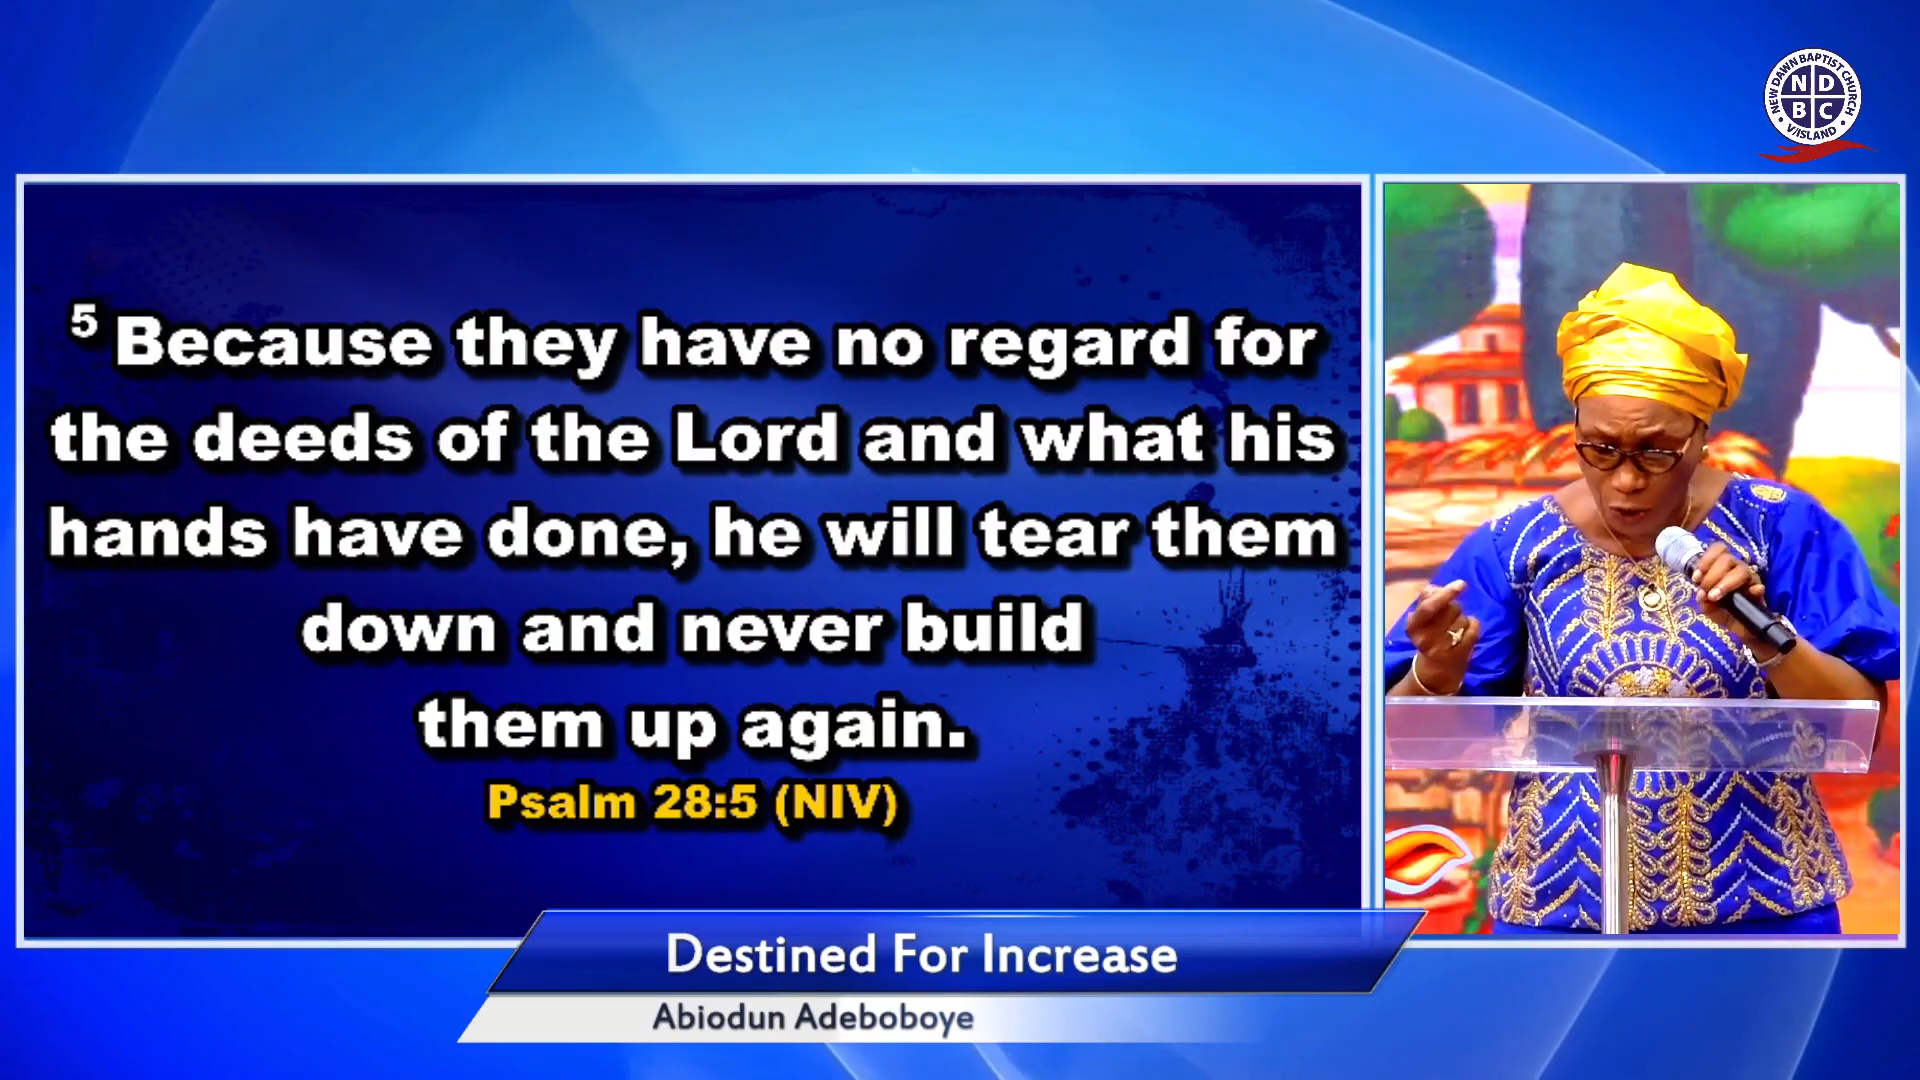 NEW DAWN BAPTIST CHURCH
N D
B C
V/ISLAND
5 Because they have no regard for
the deeds of the Lord and what his
hands have done, he will tear them
down and never build
them up again.
Psalm 28:5 (NIV)
Destined For Increase
Abiodun Adeboboye